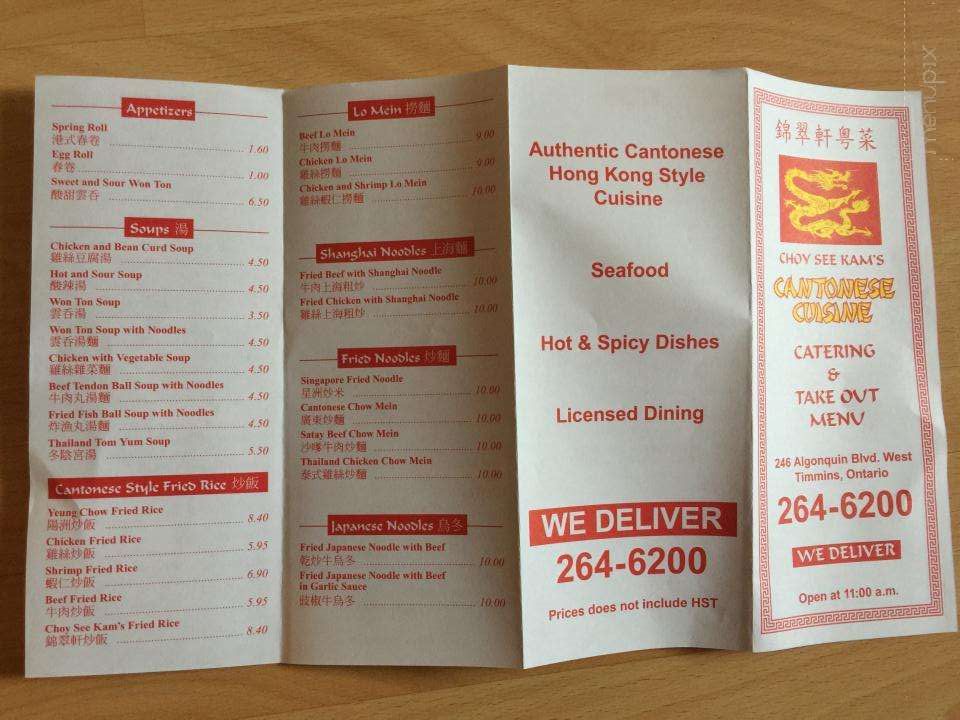 Appetizers
Spring Roll
港式春卷 1.60
Egg Roll
春卷 1.00
Sweet and Sour Won Ton
酸甜雲吞 6.50
Soups 湯
Chicken and Bean Curd Soup
雞絲豆腐湯 4.50
Hot and Sour Soup
酸辣湯 4.50
Won Ton Soup
雲吞湯 3.50
Won Ton Soup with Noodles
雲吞湯麵 4.50
Chicken with Vegetable Soup
雞絲雜菜麵 4.50
Beef Tendon Ball Soup with Noodles
牛肉丸湯麵 4.50
Fried Fish Ball Soup with Noodles
炸漁丸湯麵 4.50
Thailand Tom Yum Soup
冬陰宮湯 5.50
Cantonese Style Fried Rice 炒飯
Yeung Chow Fried Rice
陽洲炒飯 8.40
Chicken Fried Rice
雞絲炒飯 5.95
Shrimp Fried Rice
蝦仁炒飯 6.90
Beef Fried Rice
牛肉炒飯 5.95
Choy See Kam's Fried Rice
錦翠軒炒飯 8.40
Lo Mein 撈麵
Beef Lo Mein
牛肉撈麵 9.00
Chicken Lo Mein
雞絲撈麵 9.00
Chicken and Shrimp Lo Mein
雞絲蝦仁撈麵 10.00
Shanghai Noodles 上海麵
Fried Beef with Shanghai Noodle
牛肉上海粗炒 10.00
Fried Chicken with Shanghai Noodle
雞絲上海粗炒 10.00
Fried Noodles 炒麵
Singapore Fried Noodle
星洲炒米 10.00
Cantonese Chow Mein
廣東炒麵 10.00
Satay Beef Chow Mein
沙嗲牛肉炒麵 10.00
Thailand Chicken Chow Mein
泰式雞絲炒麵 10.00
Japanese Noodles 烏冬
Fried Japanese Noodle with Beef
乾炒牛烏冬 10.00
Fried Japanese Noodle with Beef
in Garlic Sauce
豉椒牛烏冬 10.00
Authentic Cantonese
Hong Kong Style
Cuisine
Seafood
Hot & Spicy Dishes
Licensed Dining
WE DELIVER
264-6200
Prices does not include HST
錦翠軒粵菜
CHOY SEE KAM'S
CANTONESE
CUISINE
CATERING
&
TAKE OUT
MENU
246 Algonquin Blvd. West
Timmins, Ontario
264-6200
WE DELIVER
Open at 11:00 a.m.
menupix